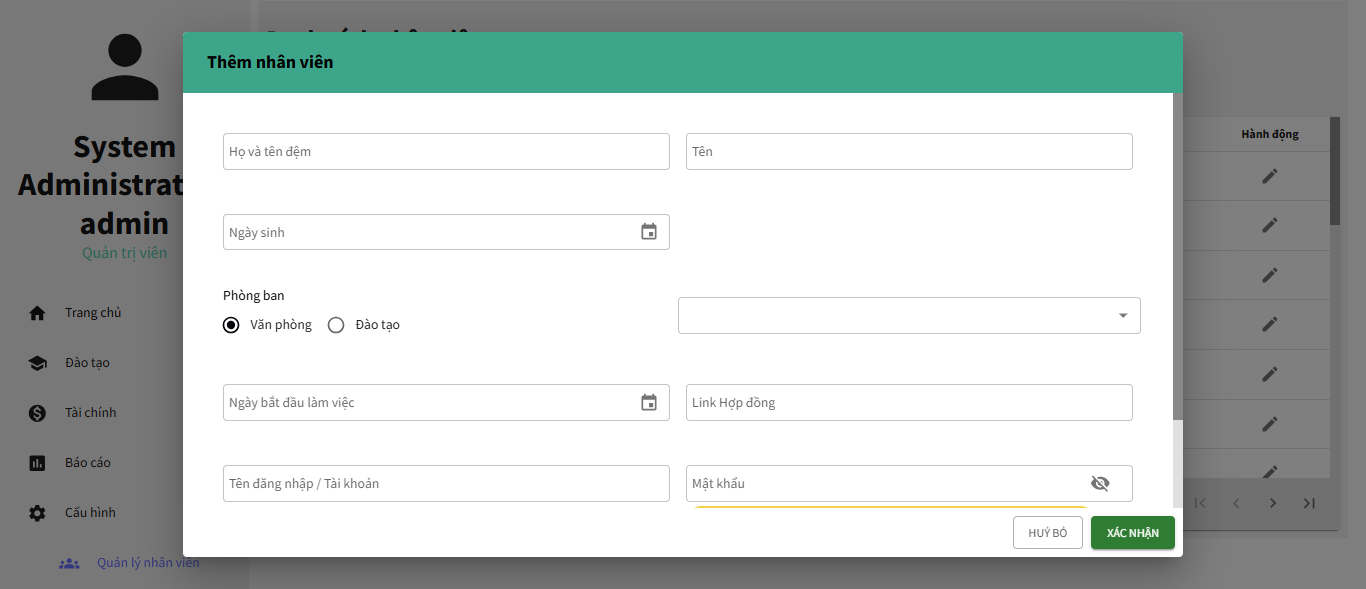 System
Administrat
admin
Quản trị viên
Trang chủ
Đào tạo
Tài chính
Báo cáo
Cấu hình
Quản lý nhân viên
Thêm nhân viên
Họ và tên đệm
Tên
Ngày sinh
Phòng ban
Văn phòng
Đào tạo
Ngày bắt đầu làm việc
Link Hợp đồng
Tên đăng nhập / Tài khoản
Mật khẩu
HUỶ BỎ
XÁC NHẬN
Hành động